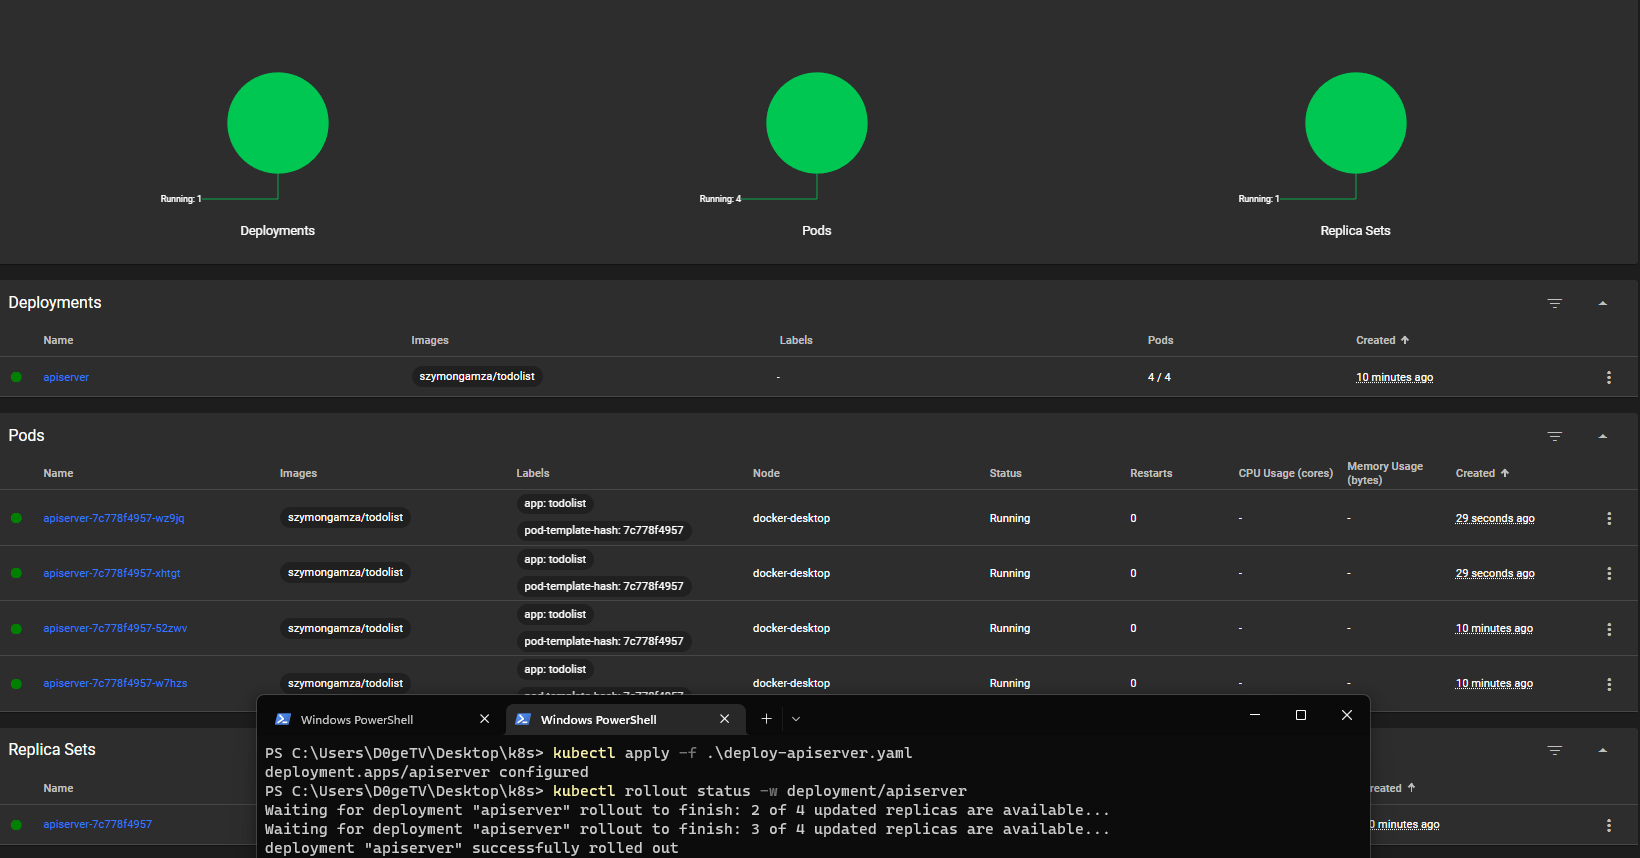 Running: 1
Running: 4
Running: 1
Deployments
Pods
Replica Sets
Deployments
Name Images Labels Pods Created
apiserver szymongamza/todolist - 4 / 4 10 minutes ago
Pods
Name Images Labels Node Status Restarts CPU Usage (cores) Memory Usage (bytes) Created
app: todolist
apiserver-7c778f4957-wz9jq szymongamza/todolist docker-desktop Running 0 - - 29 seconds ago
pod-template-hash: 7c778f4957
app: todolist
apiserver-7c778f4957-xhtgt szymongamza/todolist docker-desktop Running 0 - - 29 seconds ago
pod-template-hash: 7c778f4957
app: todolist
apiserver-7c778f4957-52zwv szymongamza/todolist docker-desktop Running 0 - - 10 minutes ago
pod-template-hash: 7c778f4957
app: todolist
apiserver-7c778f4957-w7hzs szymongamza/todolist docker-desktop Running 0 - - 10 minutes ago
Replica Sets
Name
apiserver-7c778f4957
reated
0 minutes ago
Windows PowerShell
Windows PowerShell
PS C:\Users\D0geTV\Desktop\k8s> kubectl apply -f .\deploy-apiserver.yaml
deployment.apps/apiserver configured
PS C:\Users\D0geTV\Desktop\k8s> kubectl rollout status -w deployment/apiserver
Waiting for deployment "apiserver" rollout to finish: 2 of 4 updated replicas are available...
Waiting for deployment "apiserver" rollout to finish: 3 of 4 updated replicas are available...
deployment "apiserver" successfully rolled out